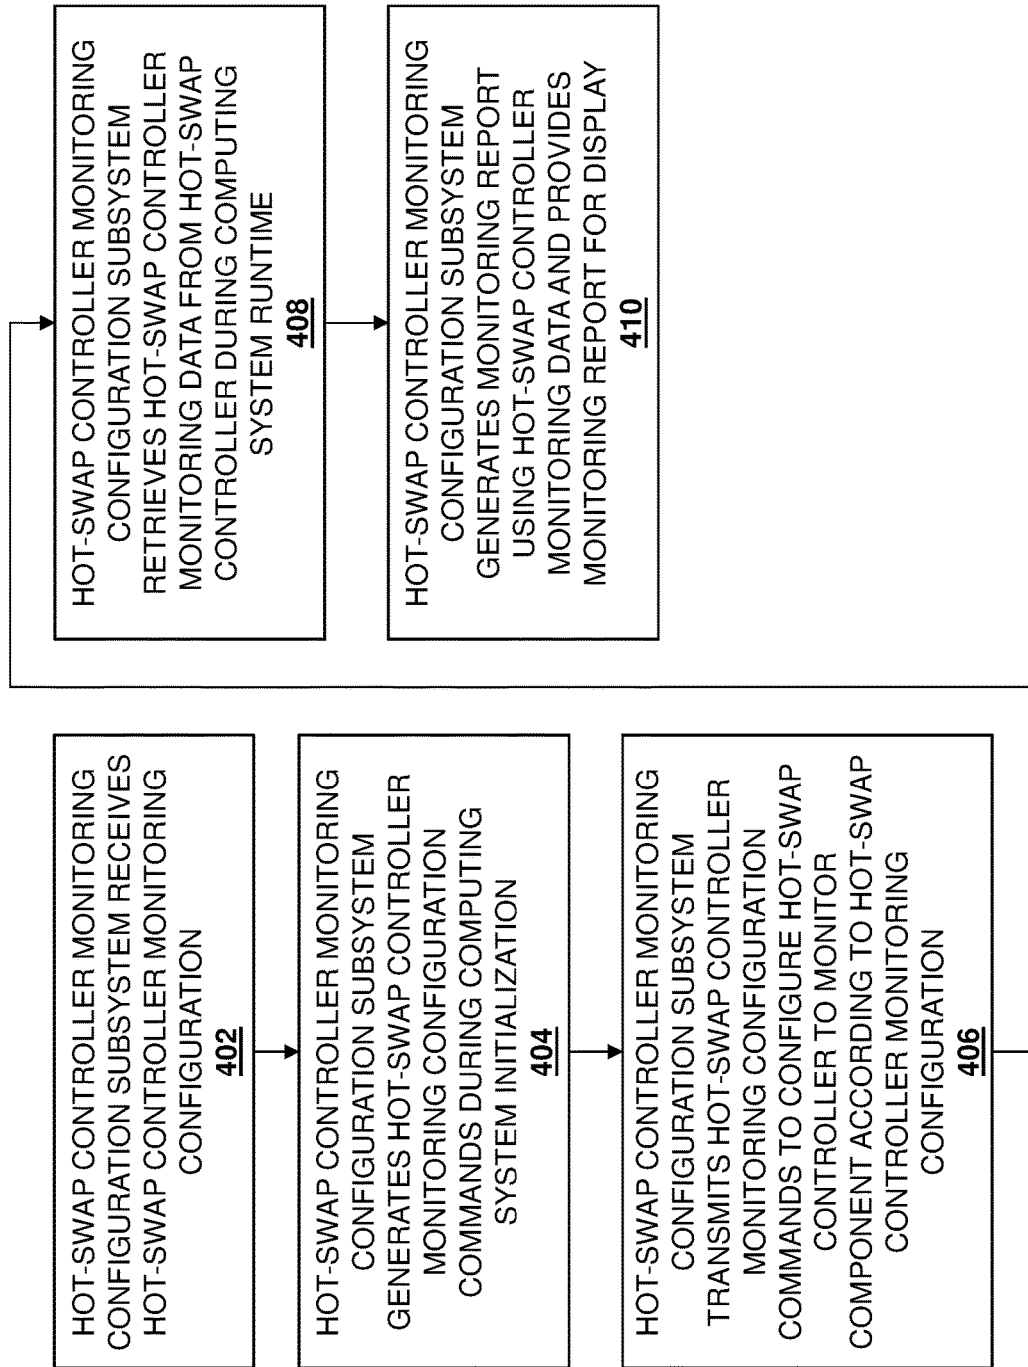 HOT-SWAP CONTROLLER MONITORING
CONFIGURATION SUBSYSTEM RECEIVES
HOT-SWAP CONTROLLER MONITORING
CONFIGURATION
402
HOT-SWAP CONTROLLER MONITORING
CONFIGURATION SUBSYSTEM
GENERATES HOT-SWAP CONTROLLER
MONITORING CONFIGURATION
COMMANDS DURING COMPUTING
SYSTEM INITIALIZATION
404
HOT-SWAP CONTROLLER MONITORING
CONFIGURATION SUBSYSTEM
TRANSMITS HOT-SWAP CONTROLLER
MONITORING CONFIGURATION
COMMANDS TO CONFIGURE HOT-SWAP
CONTROLLER TO MONITOR
COMPONENT ACCORDING TO HOT-SWAP
CONTROLLER MONITORING
CONFIGURATION
406
HOT-SWAP CONTROLLER MONITORING
CONFIGURATION SUBSYSTEM
RETRIEVES HOT-SWAP CONTROLLER
MONITORING DATA FROM HOT-SWAP
CONTROLLER DURING COMPUTING
SYSTEM RUNTIME
408
HOT-SWAP CONTROLLER MONITORING
CONFIGURATION SUBSYSTEM
GENERATES MONITORING REPORT
USING HOT-SWAP CONTROLLER
MONITORING DATA AND PROVIDES
MONITORING REPORT FOR DISPLAY
410